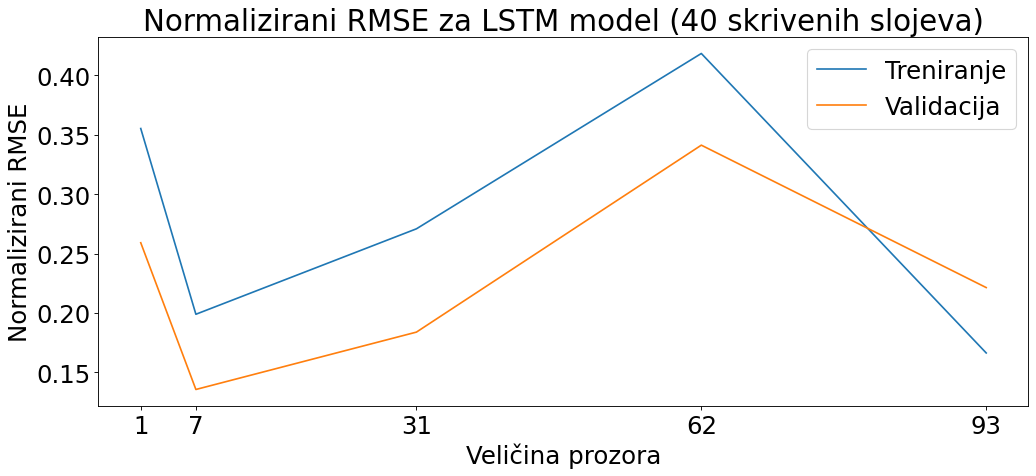 Normalizirani RMSE za LSTM model (40 skrivenih slojeva)
Treniranje
Validacija
Normalizirani RMSE
0.40
0.35
0.30
0.25
0.20
0.15
1 7 31 62 93
Veličina prozora